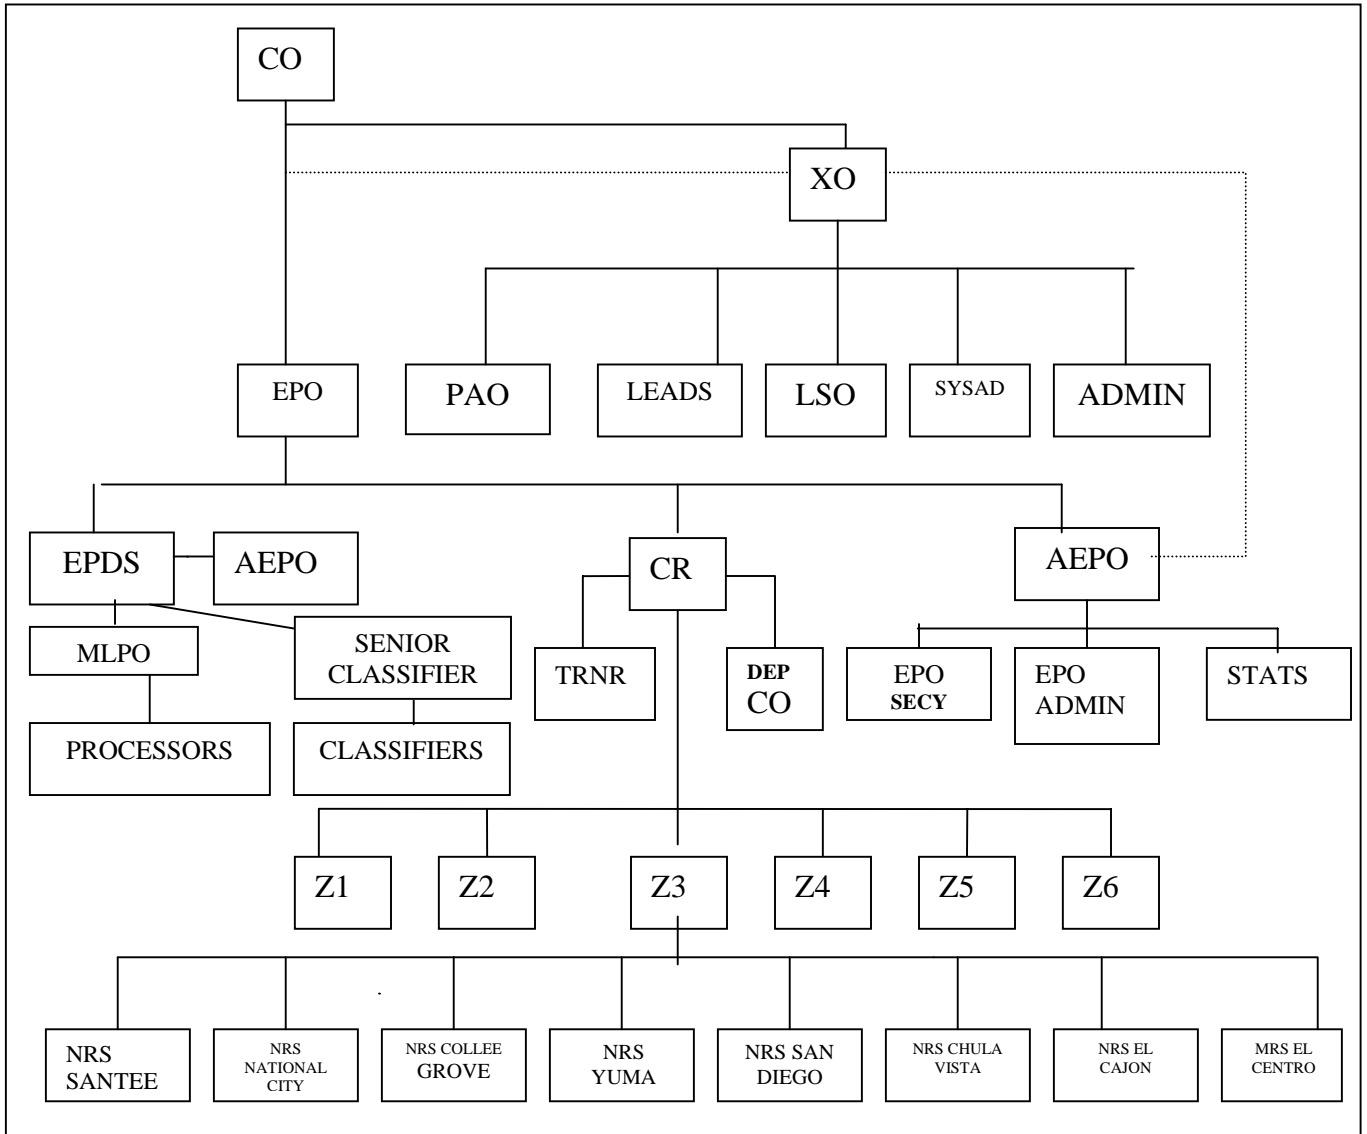 CO
XO
EPO
PAO
LEADS
LSO
SYSAD
ADMIN
EPDS
AEPO
CR
AEPO
MLPO
SENIOR
CLASSIFIER
TRNR
DEP
CO
EPO
SECY
EPO
ADMIN
STATS
PROCESSORS
CLASSIFIERS
Z1
Z2
Z3
Z4
Z5
Z6
NRS
SANTEE
NRS
NATIONAL
CITY
NRS COLLEE
GROVE
NRS
YUMA
NRS SAN
DIEGO
NRS CHULA
VISTA
NRS EL
CAJON
MRS EL
CENTRO